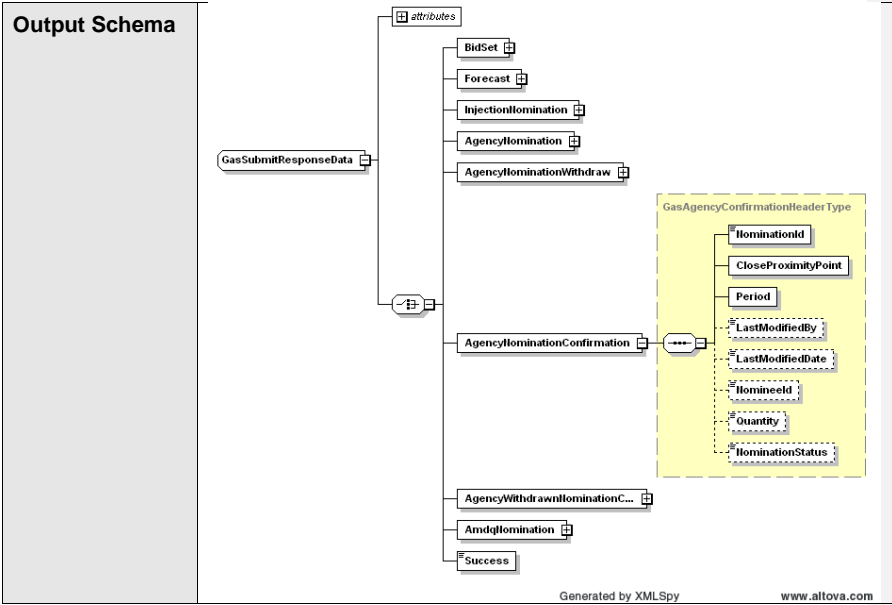 Output Schema
attributes
BidSet
Forecast
InjectionNomination
AgencyNomination
GasSubmitResponseData
AgencyNominationWithdraw
GasAgencyConfirmationHeaderType
NominationId
CloseProximityPoint
Period
LastModifiedBy
AgencyNominationConfirmation
LastModifiedDate
NomineeId
Quantity
NominationStatus
AgencyWithdrawnNominationC...
AmdqNomination
Success
Generated by XMLSpy www.altova.com